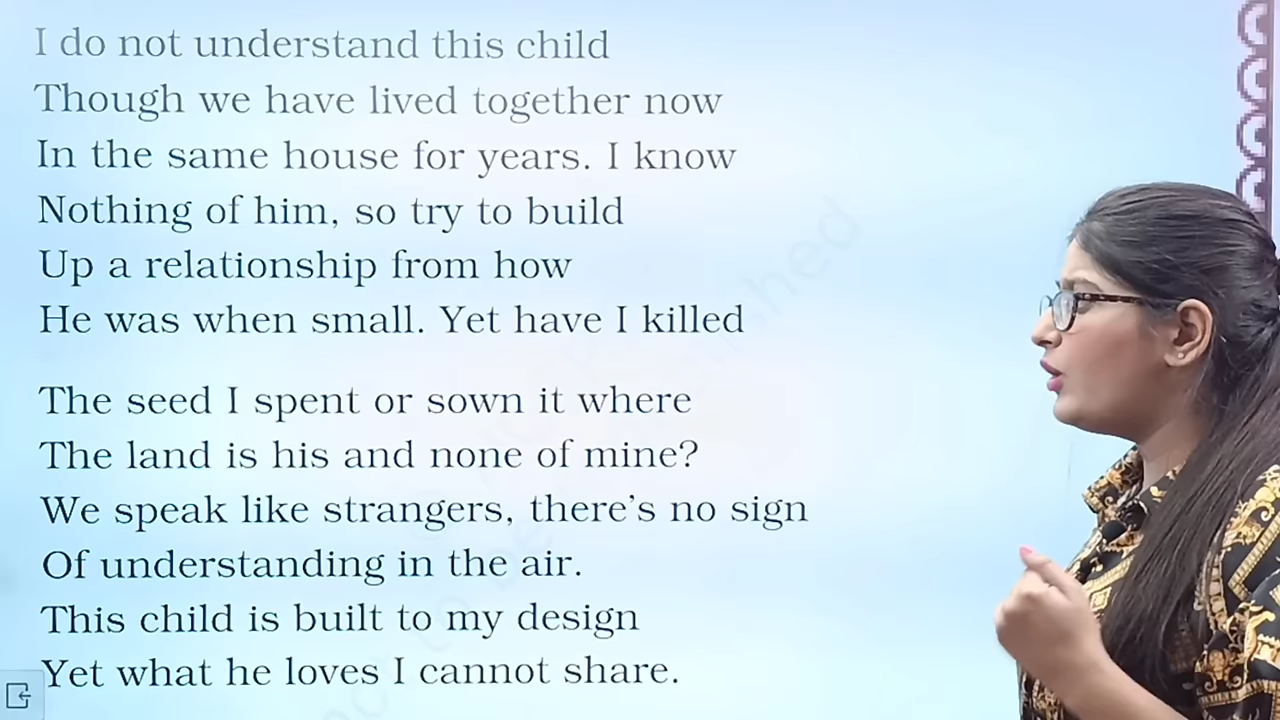 I do not understand this child
Though we have lived together now
In the same house for years. I know
Nothing of him, so try to build
Up a relationship from how
He was when small. Yet have I killed
The seed I spent or sown it where
The land is his and none of mine?
We speak like strangers, there's no sign
Of understanding in the air.
This child is built to my design
Yet what he loves I cannot share.